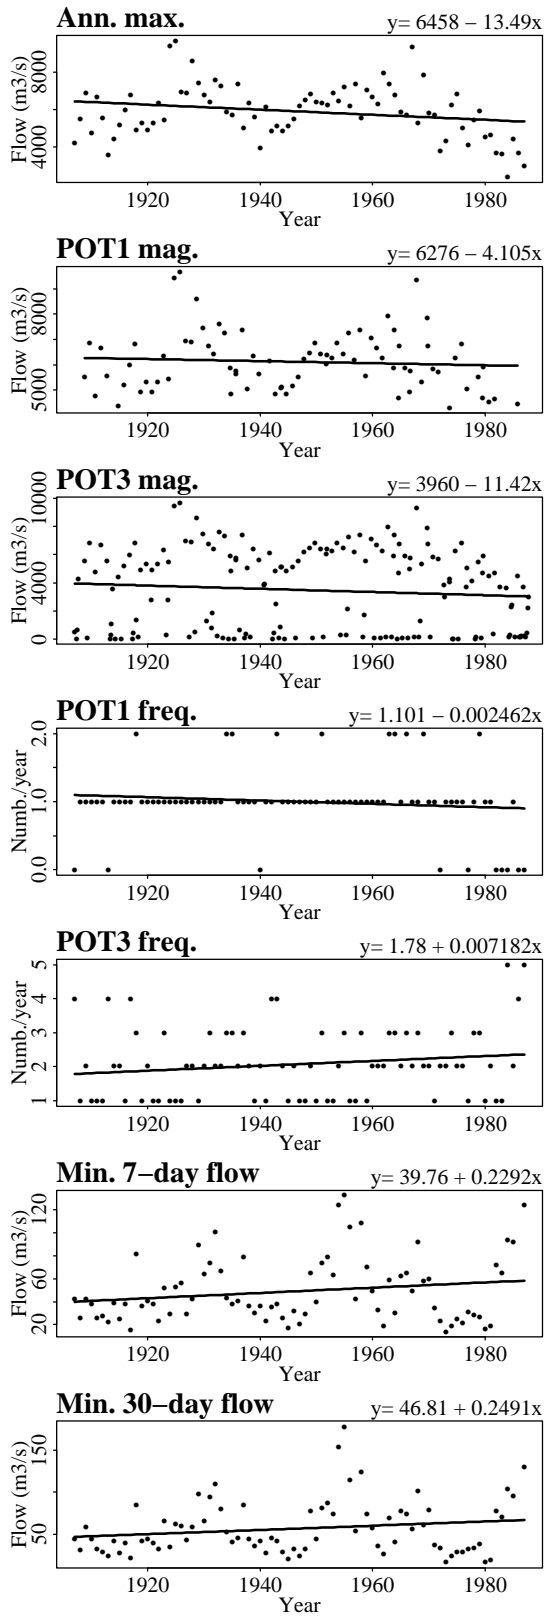 Ann. max. y= 6458 − 13.49x
Flow (m3/s)
4000 8000
1920 1940 1960 1980
Year
POT1 mag. y= 6276 − 4.105x
Flow (m3/s)
5000 8000
1920 1940 1960 1980
Year
POT3 mag. y= 3960 − 11.42x
Flow (m3/s)
0 4000 10000
1920 1940 1960 1980
Year
POT1 freq. y= 1.101 − 0.002462x
Numb./year
0.0 1.0 2.0
1920 1940 1960 1980
Year
POT3 freq. y= 1.78 + 0.007182x
Numb./year
1 2 3 4 5
1920 1940 1960 1980
Year
Min. 7−day flow y= 39.76 + 0.2292x
Flow (m3/s)
20 60 120
1920 1940 1960 1980
Year
Min. 30−day flow y= 46.81 + 0.2491x
Flow (m3/s)
50 150
1920 1940 1960 1980
Year